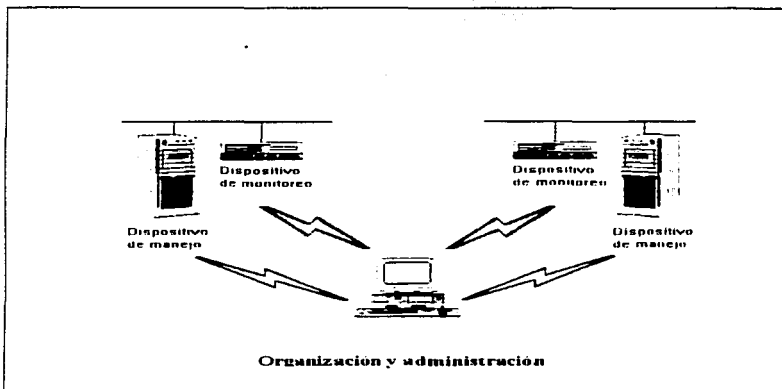 Dispositivo
de monitoreo
Dispositivo
de monitoreo
Dispositivo
de manejo
Dispositivo
de manejo
Organización y administración